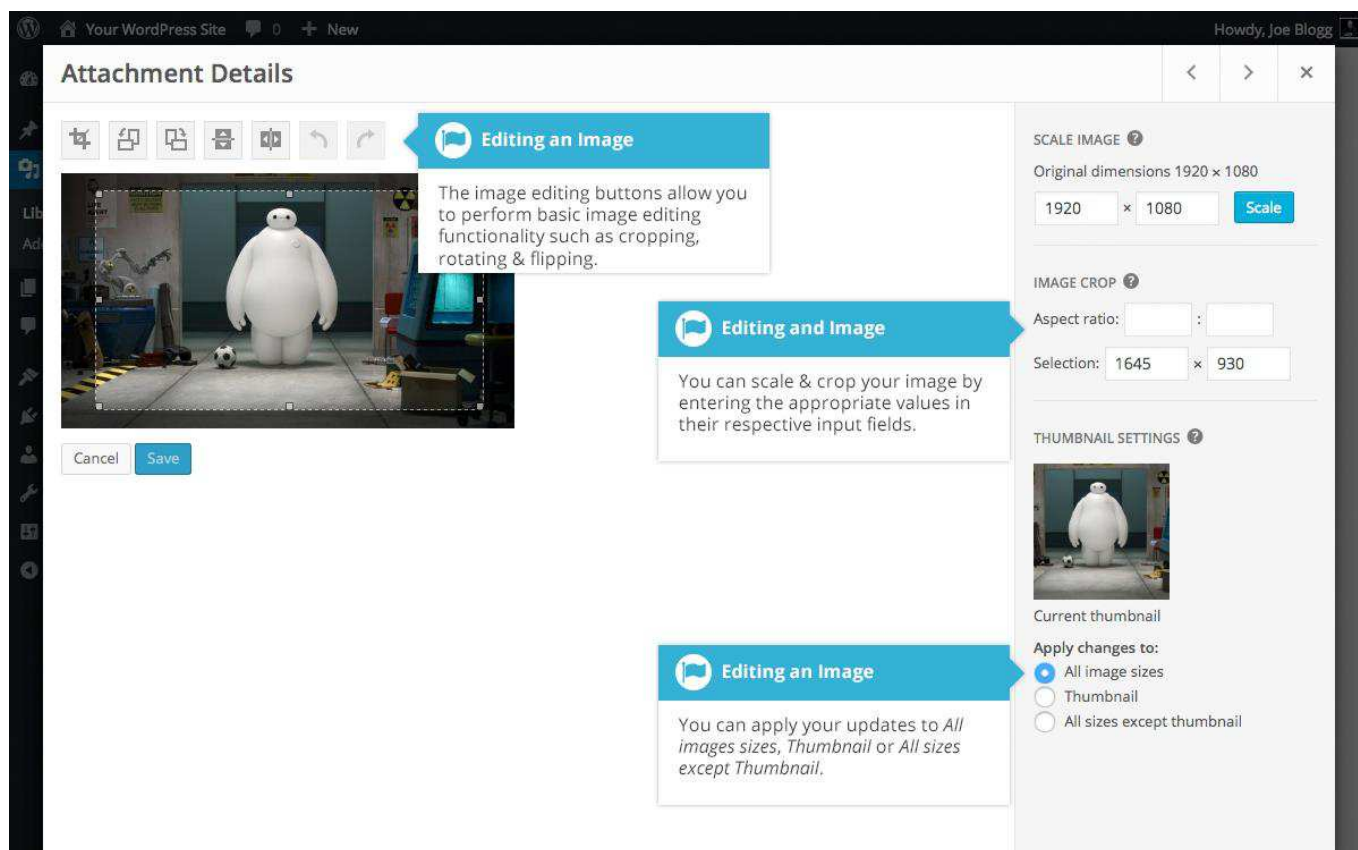 Your WordPress Site 0 + New Howdy, Joe Blogg
Attachment Details
Lib
Ad
Editing an Image
The image editing buttons allow you
to perform basic image editing
functionality such as cropping,
rotating & flipping.
Cancel Save
Editing and Image
You can scale & crop your image by
entering the appropriate values in
their respective input fields.
Editing an Image
You can apply your updates to All
images sizes, Thumbnail or All sizes
except Thumbnail.
SCALE IMAGE ?
Original dimensions 1920 × 1080
1920 × 1080 Scale
IMAGE CROP ?
Aspect ratio: :
Selection: 1645 × 930
THUMBNAIL SETTINGS ?
Current thumbnail
Apply changes to:
All image sizes
Thumbnail
All sizes except thumbnail